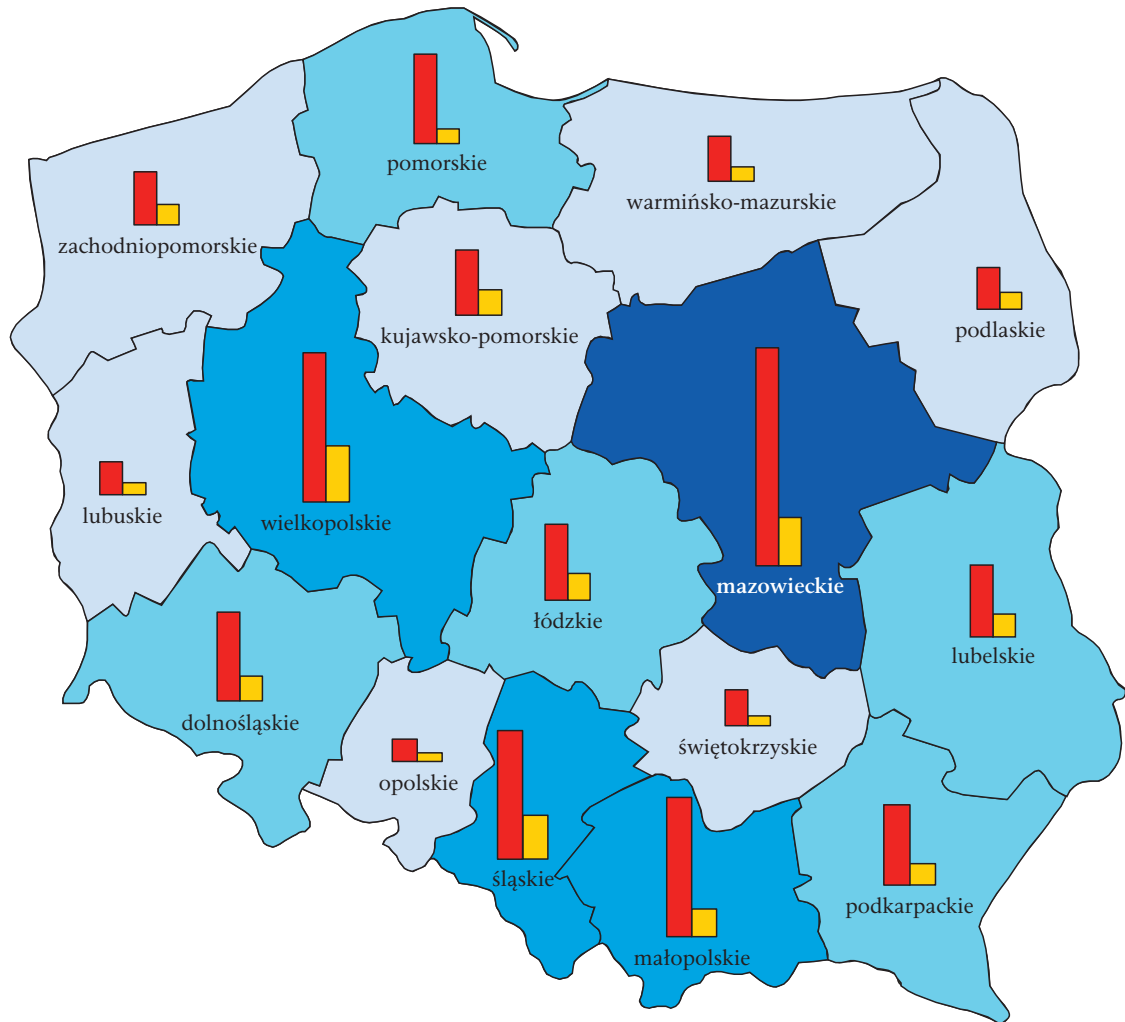 pomorskie
warmińsko-mazurskie
zachodniopomorskie
podlaskie
kujawsko-pomorskie
lubuskie
wielkopolskie
mazowieckie
łódzkie
lubelskie
dolnośląskie
świętokrzyskie
opolskie
śląskie
podkarpackie
małopolskie